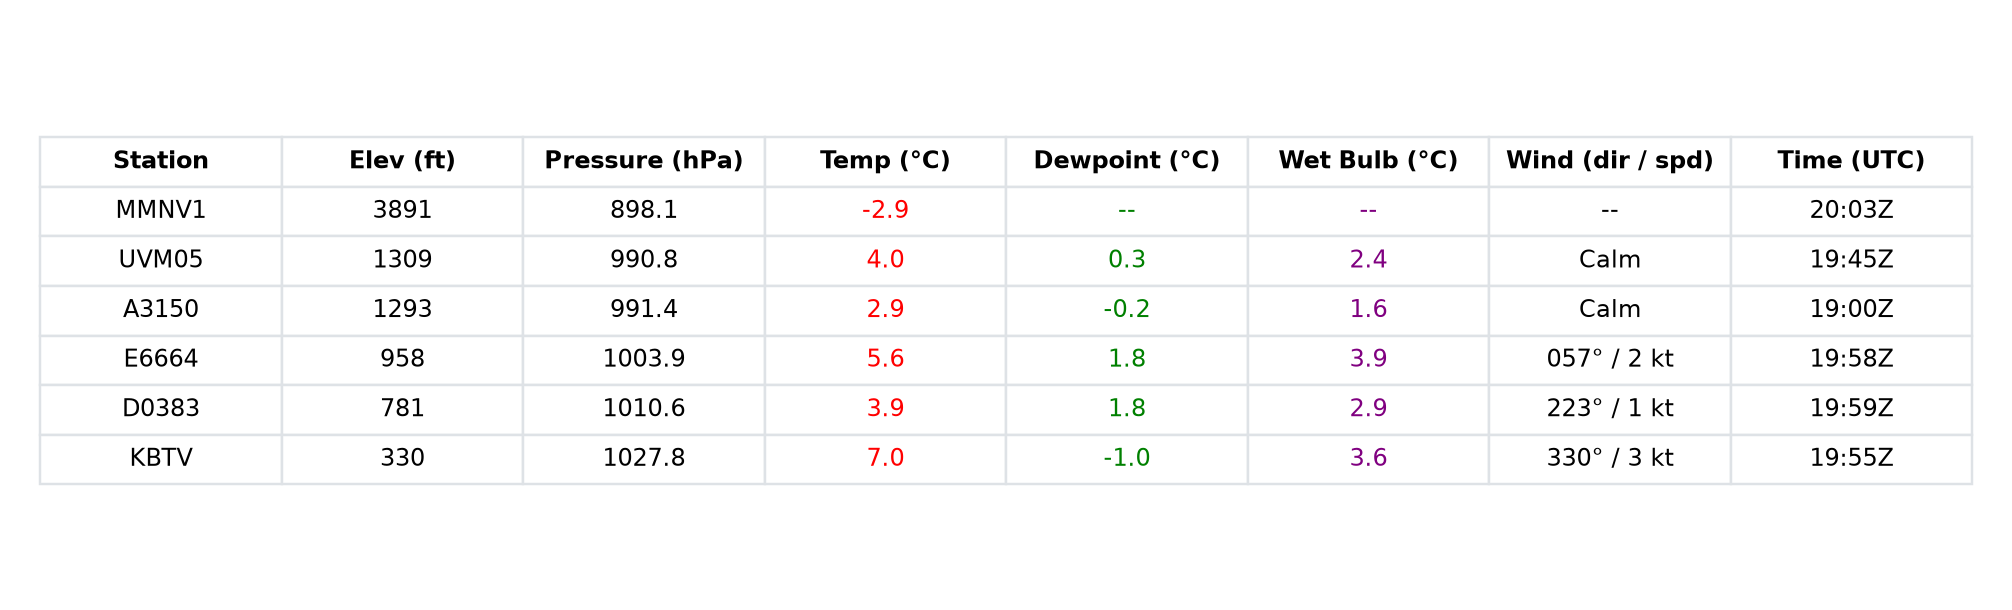 Station Elev (ft) Pressure (hPa) Temp (°C) Dewpoint (°C) Wet Bulb (°C) Wind (dir / spd) Time (UTC)
MMNV1 3891 898.1 -2.9 -- -- -- 20:03Z
UVM05 1309 990.8 4.0 0.3 2.4 Calm 19:45Z
A3150 1293 991.4 2.9 -0.2 1.6 Calm 19:00Z
E6664 958 1003.9 5.6 1.8 3.9 057° / 2 kt 19:58Z
D0383 781 1010.6 3.9 1.8 2.9 223° / 1 kt 19:59Z
KBTV 330 1027.8 7.0 -1.0 3.6 330° / 3 kt 19:55Z